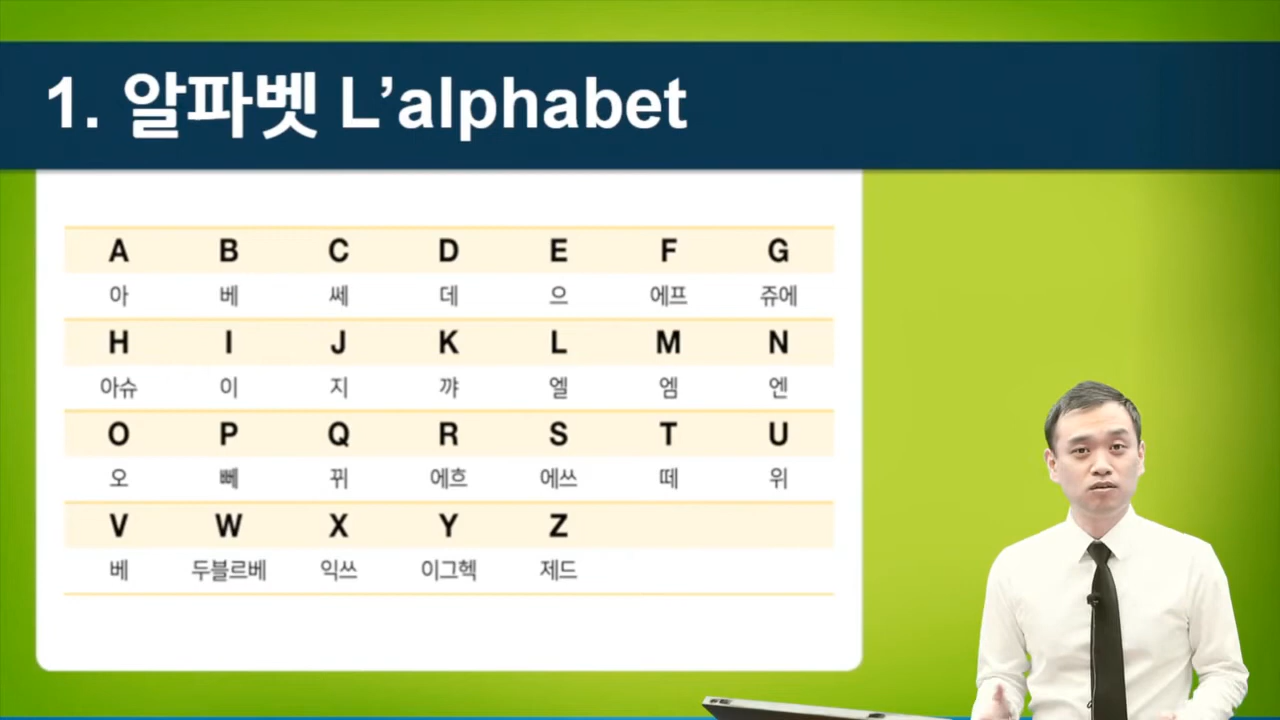 1. 알파벳 L’alphabet
A B C D E F G
아 베 쎄 데 으 에프 쥬에
H I J K L M N
아슈 이 지 꺄 엘 엠 엔
O P Q R S T U
오 뻬 뀌 에흐 에쓰 떼 위
V W X Y Z
베 두블르베 익쓰 이그헥 제드